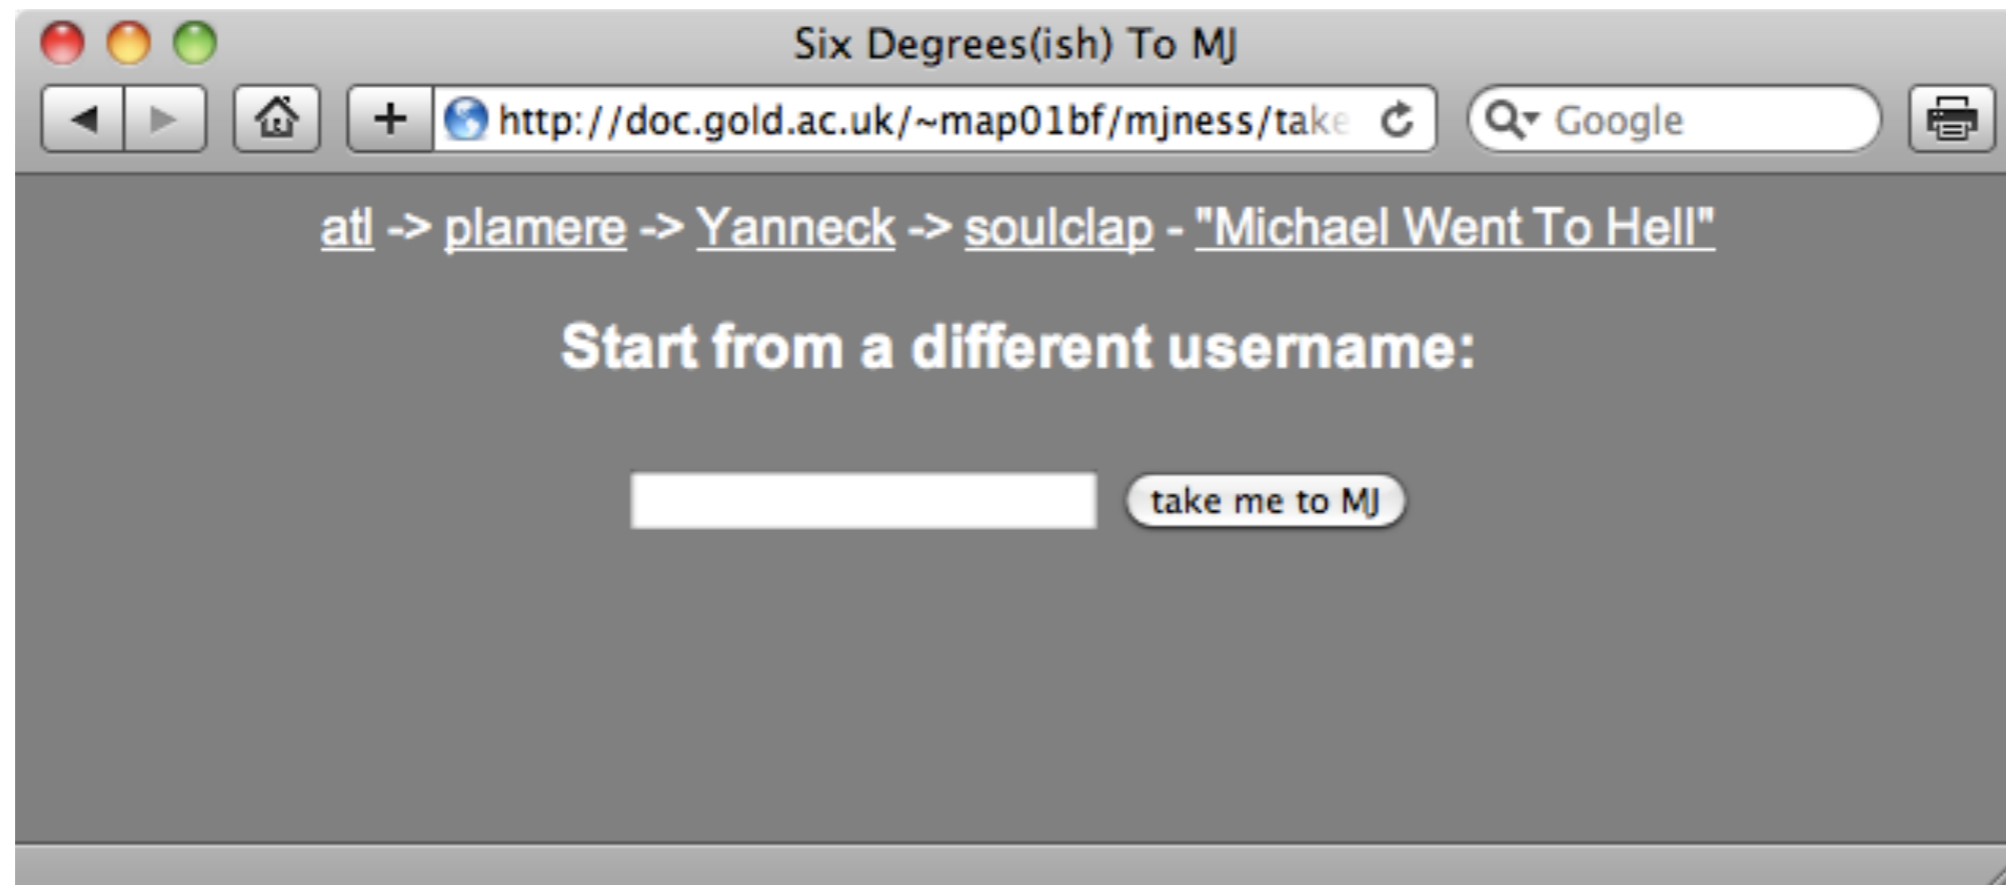 Six Degrees(ish) To MJ
+ http://doc.gold.ac.uk/~map01bf/mjness/take Google
atl -> plamere -> Yanneck -> soulclap - "Michael Went To Hell"
Start from a different username:
take me to MJ